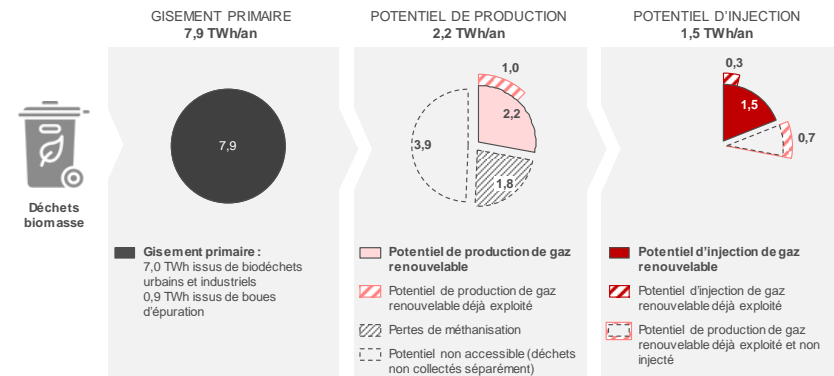 GISEMENT PRIMAIRE
7,9 TWh/an
POTENTIEL DE PRODUCTION
2,2 TWh/an
POTENTIEL D'INJECTION
1,5 TWh/an
Déchets
biomasse
7,9
1,0
2,2
3,9
1,8
0,3
1,5
0,7
Gisement primaire :
7,0 TWh issus de biodéchets
urbains et industriels
0,9 TWh issus de boues
d'épuration
Potentiel de production de gaz
renouvelable
Potentiel de production de gaz
renouvelable déjà exploité
Pertes de méthanisation
Potentiel non accessible (déchets
non collectés séparément)
Potentiel d'injection de gaz
renouvelable
Potentiel d'injection de gaz
renouvelable déjà exploité
Potentiel de production de gaz
renouvelable déjà exploité et non
injecté